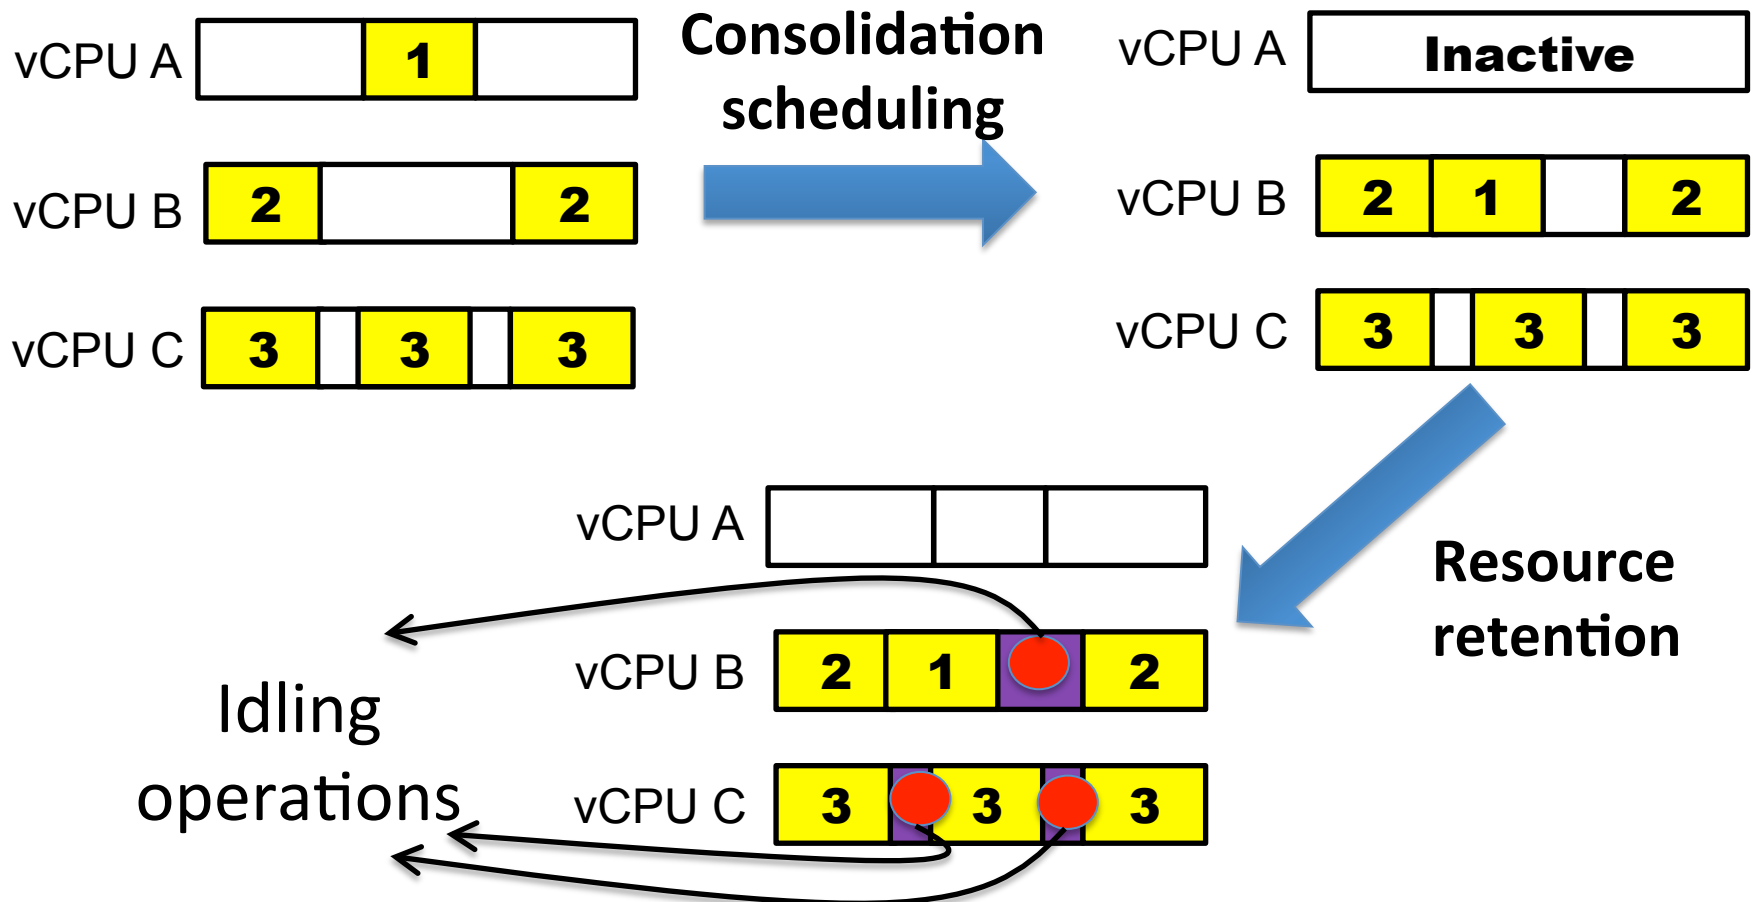 vCPU A
1
Consolidation
scheduling
vCPU A
Inactive
vCPU B
2 2
vCPU B
2 1 2
vCPU C
3 3 3
vCPU C
3 3 3
vCPU A
Resource
retention
vCPU B
2 1 2
Idling
operations
vCPU C
3 3 3